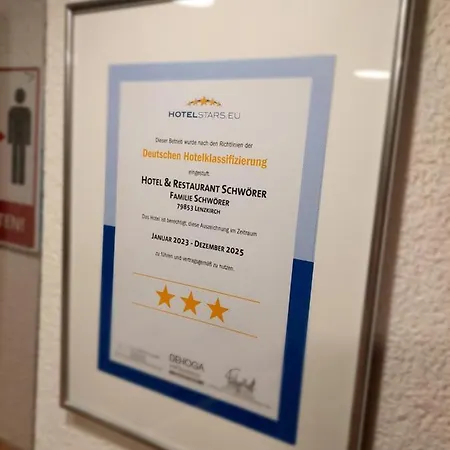 HOTELSTARS.EU
Dieser Betrieb wurde nach den Richtlinien der
Deutschen Hotelklassifizierung
eingestuft:
HOTEL & RESTAURANT SCHWÖRER
FAMILIE SCHWÖRER
79853 LENZKIRCH
Das Hotel ist berechtigt, diese Auszeichnung im Zeitraum
JANUAR 2023 - DEZEMBER 2025
zu führen und vertragsgemäß zu nutzen.
DEHOGA